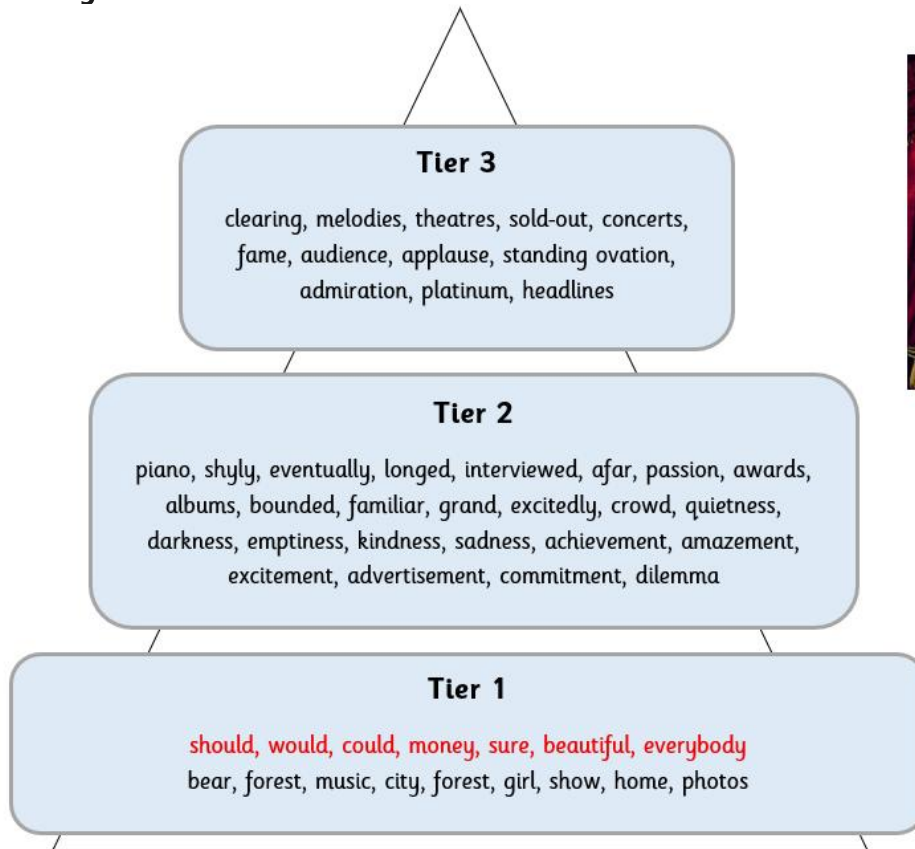 Tier 3
clearing, melodies, theatres, sold-out, concerts,
fame, audience, applause, standing ovation,
admiration, platinum, headlines
Tier 2
piano, shyly, eventually, longed, interviewed, afar, passion, awards,
albums, bounded, familiar, grand, excitedly, crowd, quietness,
darkness, emptiness, kindness, sadness, achievement, amazement,
excitement, advertisement, commitment, dilemma
Tier 1
should, would, could, money, sure, beautiful, everybody
bear, forest, music, city, forest, girl, show, home, photos